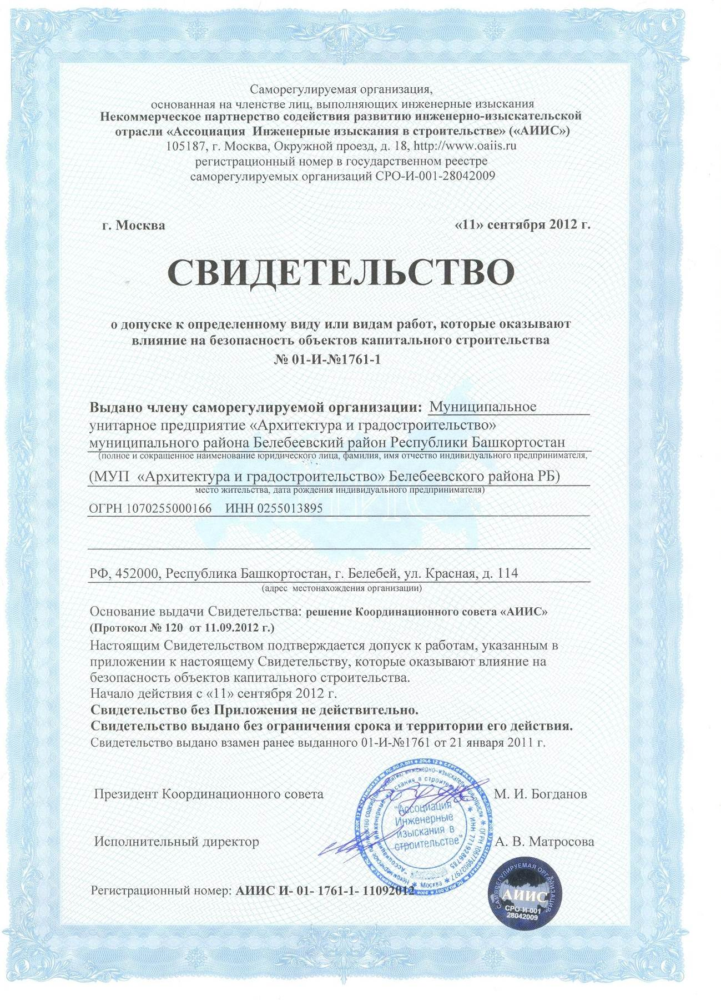 Саморегулируемая организация,
основанная на членстве лиц, выполняющих инженерные изыскания
Некоммерческое партнерство содействия развитию инженерно-изыскательской
отрасли «Ассоциация Инженерные изыскания в строительстве» («АИИС»)
105187, г. Москва, Окружной проезд, д. 18, http://www.oaiis.ru
регистрационный номер в государственном реестре
саморегулируемых организаций СРО-И-001-28042009
г. Москва «11» сентября 2012 г.
СВИДЕТЕЛЬСТВО
о допуске к определенному виду или видам работ, которые оказывают
влияние на безопасность объектов капитального строительства
№ 01-И-№1761-1
Выдано члену саморегулируемой организации: Муниципальное
унитарное предприятие «Архитектура и градостроительство»
муниципального района Белебеевский район Республики Башкортостан
(полное и сокращенное наименование юридического лица, фамилия, имя отчество индивидуального предпринимателя,
(МУП «Архитектура и градостроительство» Белебеевского района РБ)
место жительства, дата рождения индивидуального предпринимателя)
ОГРН 1070255000166 ИНН 0255013895
РФ, 452000, Республика Башкортостан, г. Белебей, ул. Красная, д. 114
(адрес местонахождения организации)
Основание выдачи Свидетельства: решение Координационного совета «АИИС»
(Протокол № 120 от 11.09.2012 г.)
Настоящим Свидетельством подтверждается допуск к работам, указанным в
приложении к настоящему Свидетельству, которые оказывают влияние на
безопасность объектов капитального строительства.
Начало действия с «11» сентября 2012 г.
Свидетельство без Приложения не действительно.
Свидетельство выдано без ограничения срока и территории его действия.
Свидетельство выдано взамен ранее выданного 01-И-№1761 от 21 января 2011 г.
Президент Координационного совета М. И. Богданов
"Ассоциация
Инженерные
изыскания в
строительстве"
Исполнительный директор А. В. Матросова
ИНН 7719286785
ОГРН 1067799027977
Москва
Регистрационный номер: АИИС И- 01- 1761-1- 11092012
САМОРЕГУЛИРУЕМАЯ ОРГАНИЗАЦИЯ
АИИС
СРО-И-001
28042009